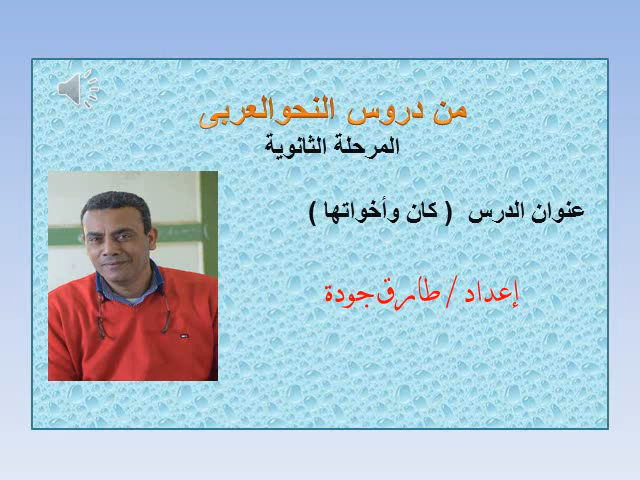 من دروس النحوالعربى
المرحلة الثانوية
عنوان الدرس ( كان وأخواتها )
إعداد / طارق جودة